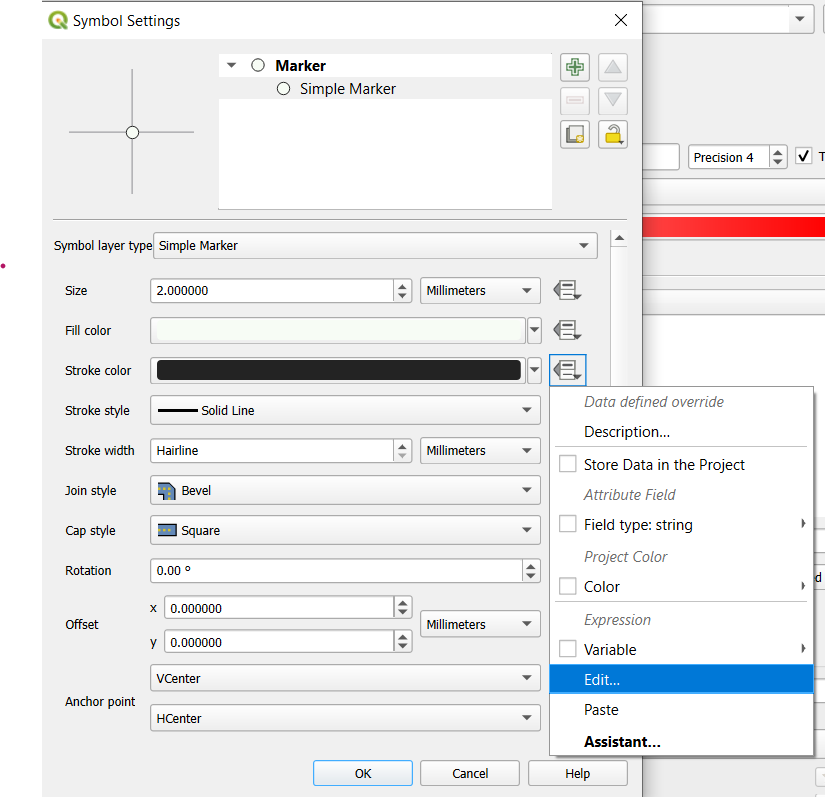 Symbol Settings
Marker
Simple Marker
Precision 4
T
Symbol layer type
Simple Marker
Size
2.000000
Millimeters
Fill color
Stroke color
Stroke style
Solid Line
Stroke width
Hairline
Millimeters
Join style
Bevel
Cap style
Square
Rotation
0.00 °
Offset
x
0.000000
y
0.000000
Millimeters
Anchor point
VCenter
HCenter
OK
Cancel
Help
Data defined override
Description...
Store Data in the Project
Attribute Field
Field type: string
Project Color
Color
Expression
Variable
Edit...
Paste
Assistant...
d